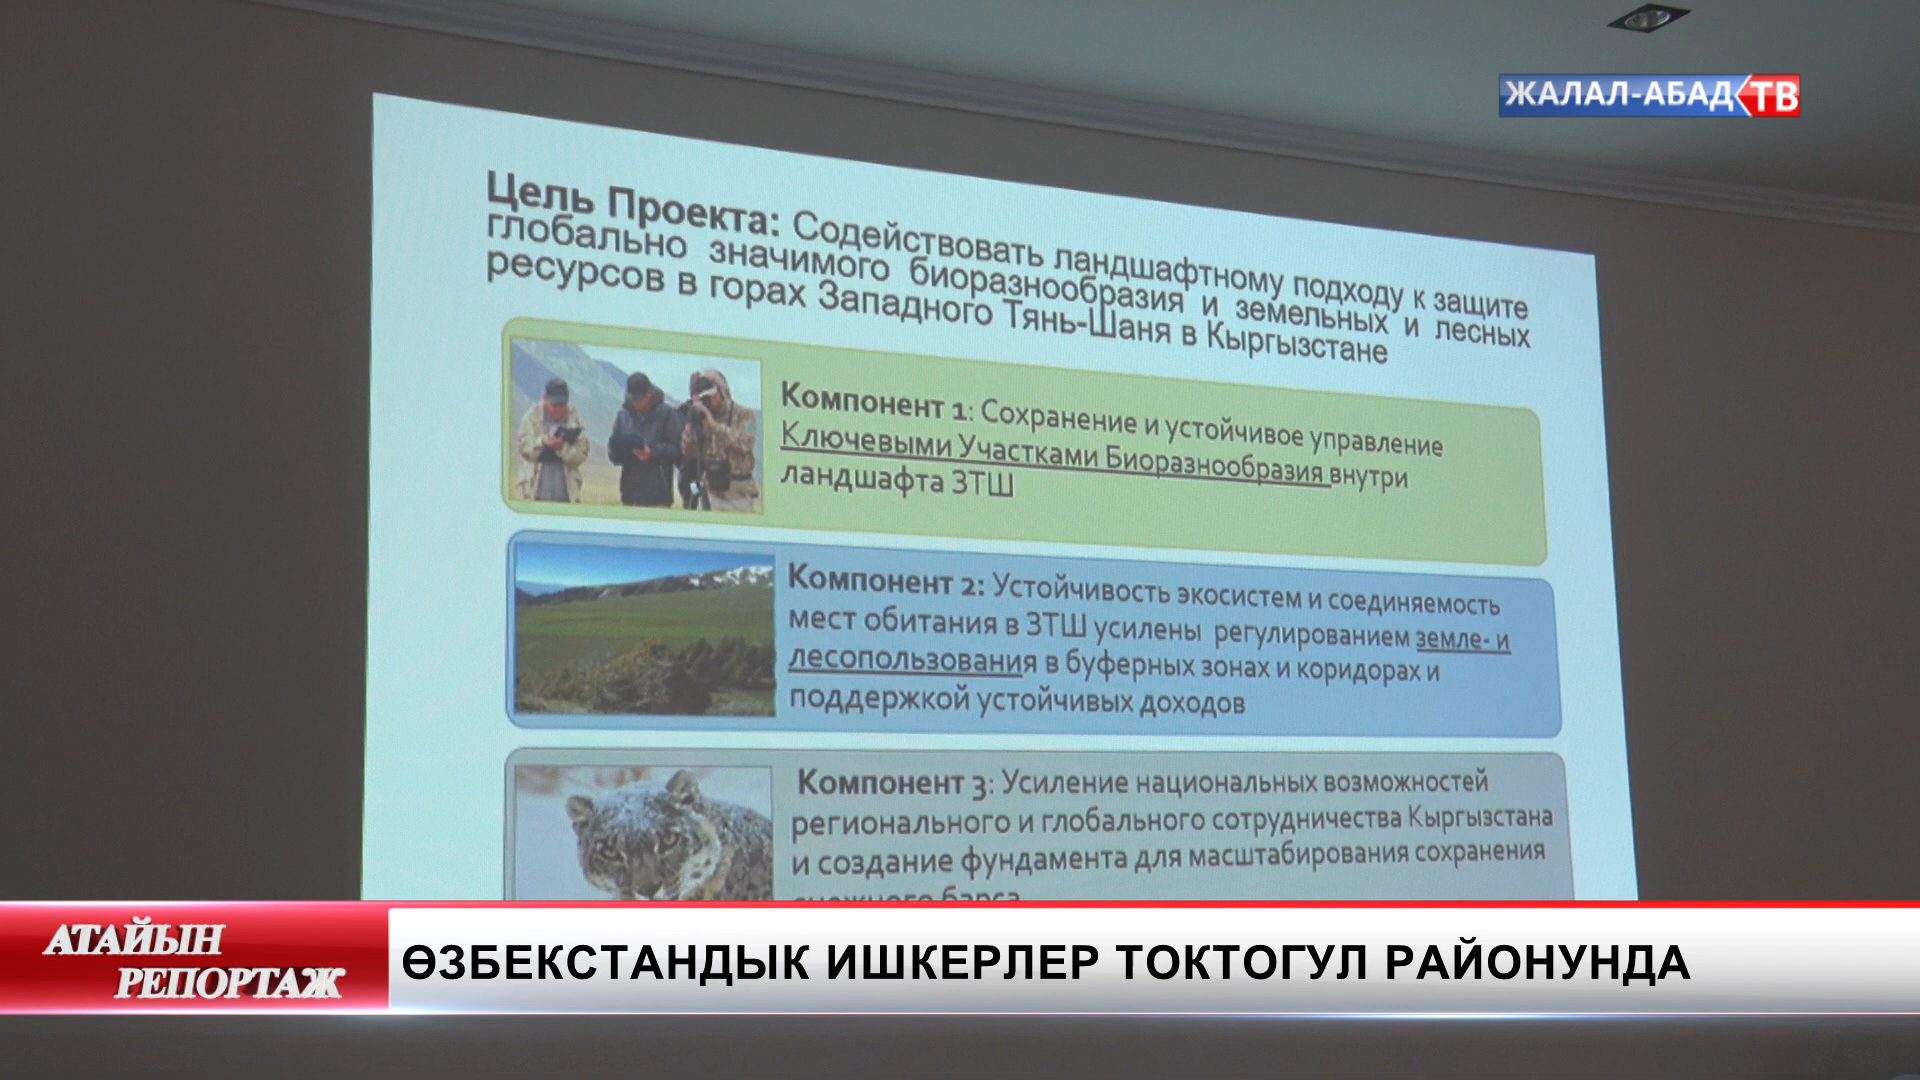 ЖАЛАЛ-АБАД ТВ
Цель Проекта: Содействовать ландшафтному подходу к защите
глобально значимого биоразнообразия и земельных и лесных
ресурсов в горах Западного Тянь-Шаня в Кыргызстане
Компонент 1: Сохранение и устойчивое управление
Ключевыми Участками Биоразнообразия внутри
ландшафта ЗТШ
Компонент 2: Устойчивость экосистем и соединяемость
мест обитания в ЗТШ усилены регулированием земле- и
лесопользования в буферных зонах и коридорах и
поддержкой устойчивых доходов
Компонент 3: Усиление национальных возможностей
регионального и глобального сотрудничества Кыргызстана
и создание фундамента для масштабирования сохранения
снежного барса
АТАЙЫН
РЕПОРТАЖ
ӨЗБЕКСТАНДЫК ИШКЕРЛЕР ТОКТОГУЛ РАЙОНУНДА